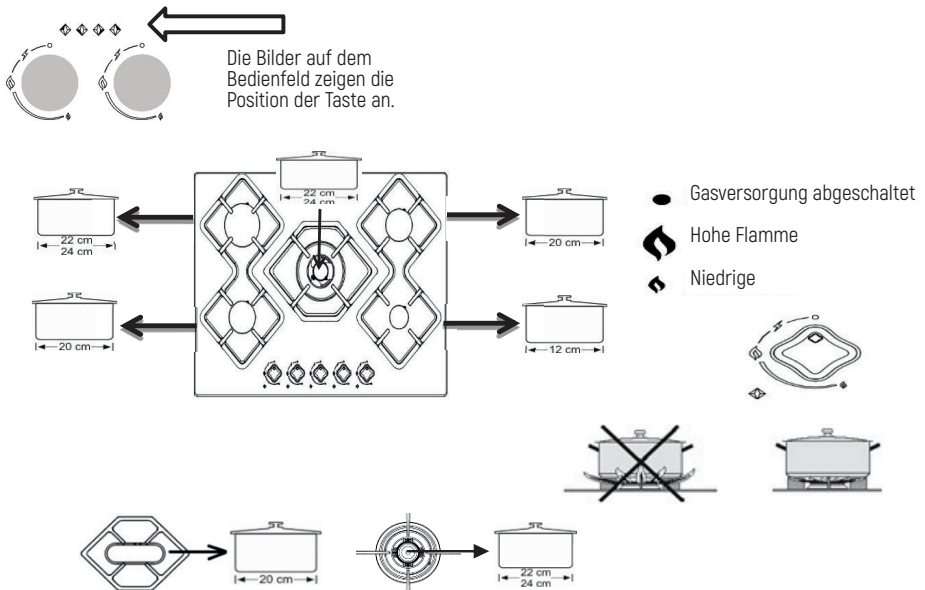 Die Bilder auf dem
Bedienfeld zeigen die
Position der Taste an.
22 cm
24 cm
22 cm
24 cm
20 cm
Gasversorgung abgeschaltet
Hohe Flamme
Niedrige
20 cm
12 cm
20 cm
22 cm
24 cm